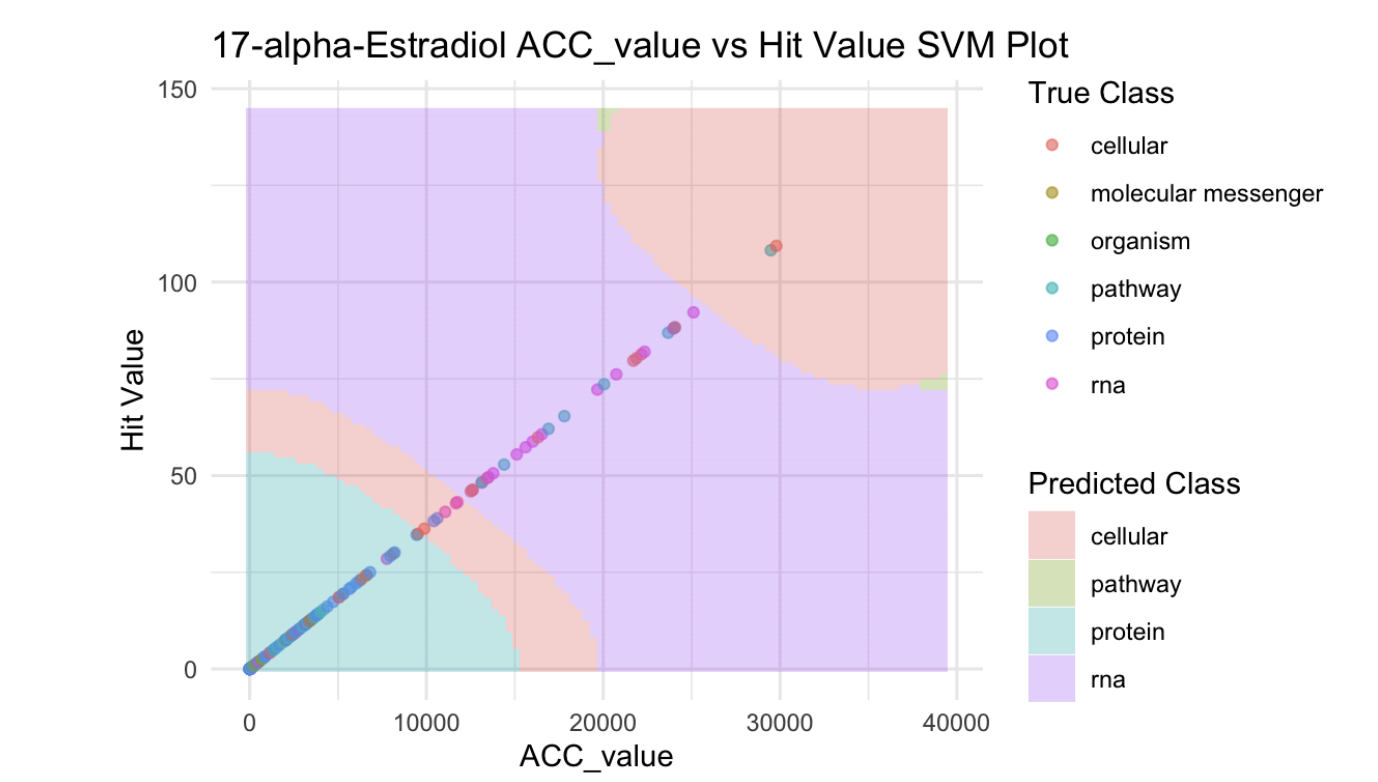 17-alpha-Estradiol ACC_value vs Hit Value SVM Plot
150
100
50
0
Hit Value
0 10000 20000 30000 40000
ACC_value
True Class
cellular
molecular messenger
organism
pathway
protein
rna
Predicted Class
cellular
pathway
protein
rna